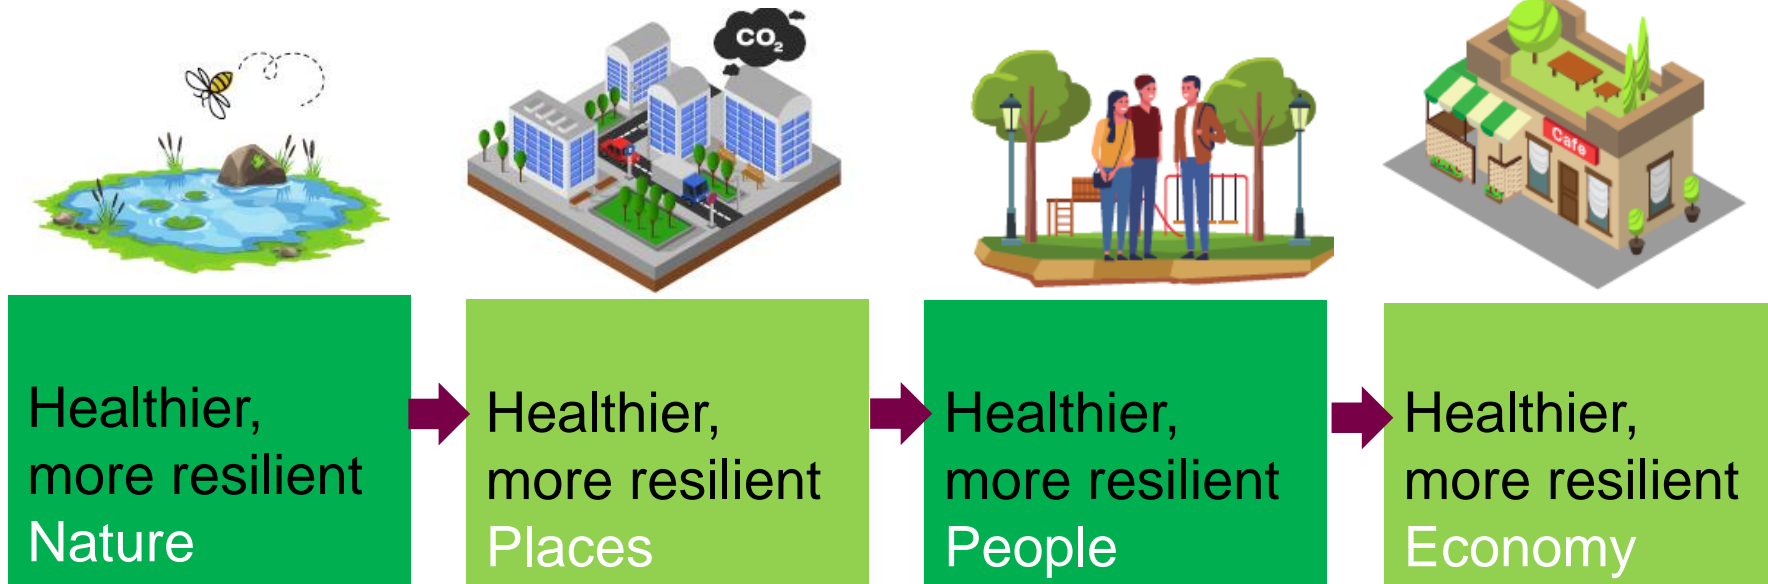 CO₂
Cafe
Healthier,
more resilient
Nature
Healthier,
more resilient
Places
Healthier,
more resilient
People
Healthier,
more resilient
Economy